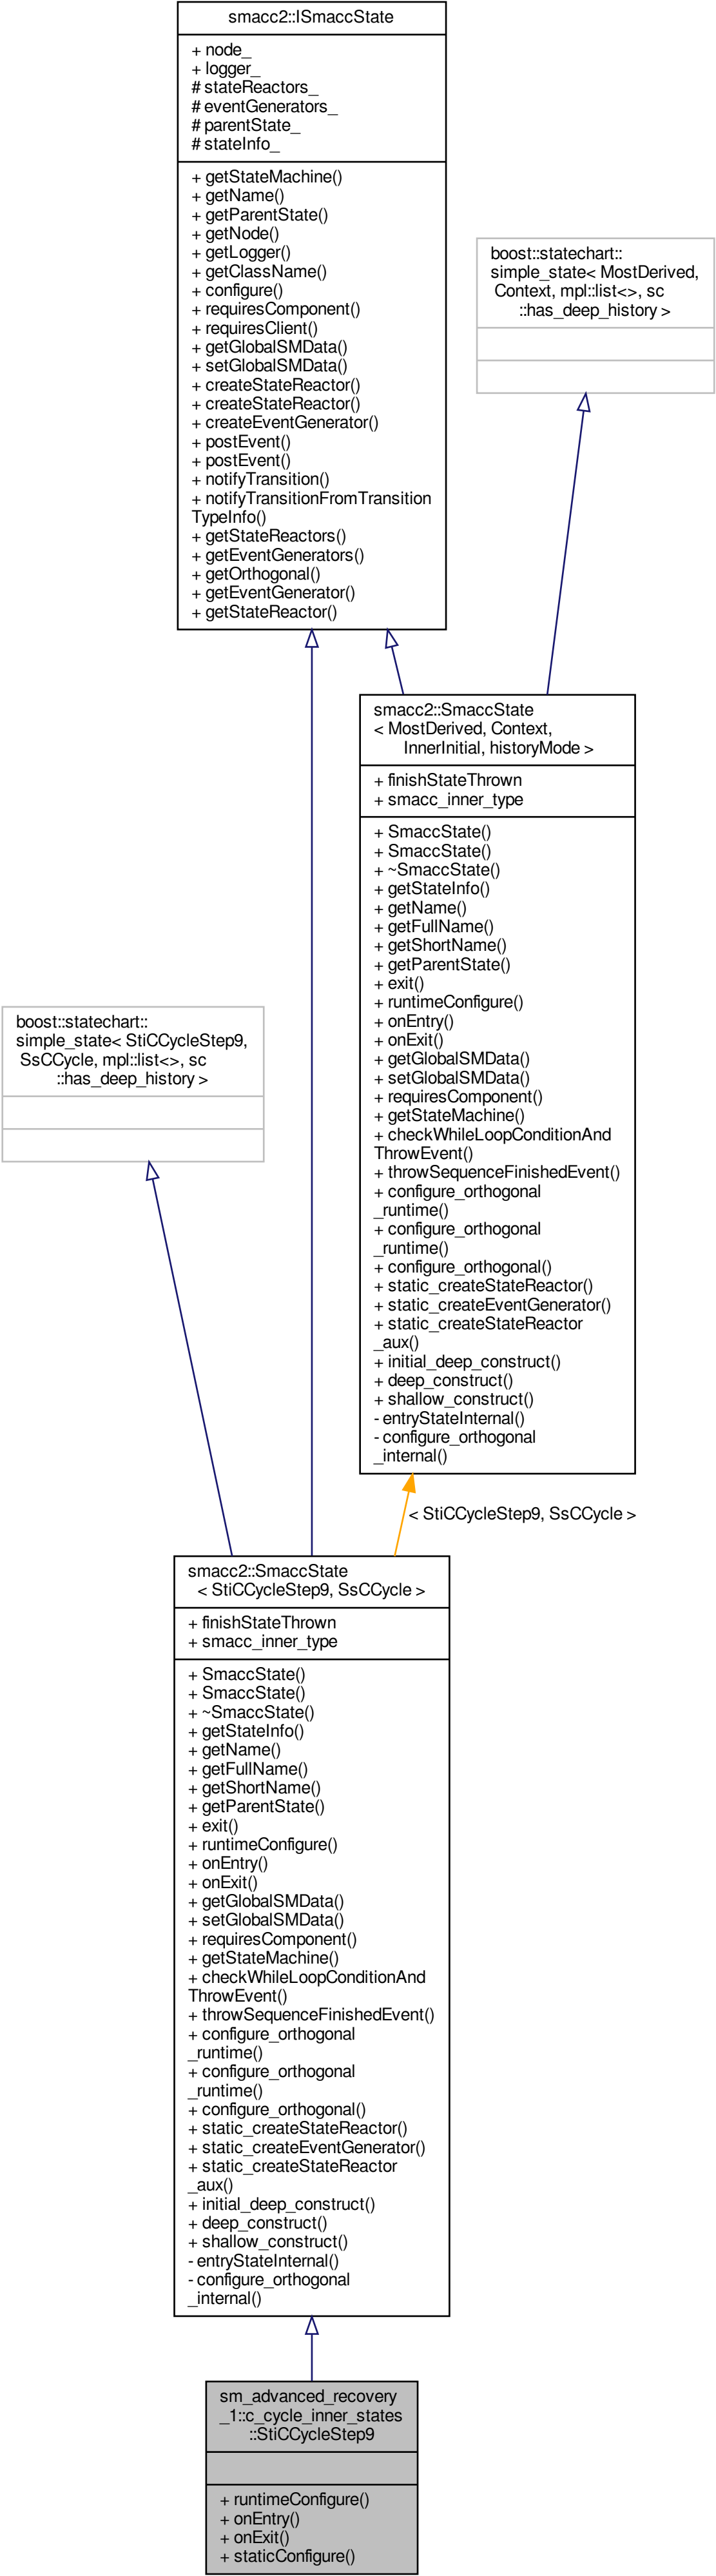 smacc2::ISmaccState
+ node_
+ logger_
# stateReactors_
# eventGenerators_
# parentState_
# stateInfo_
+ getStateMachine()
+ getName()
+ getParentState()
+ getNode()
+ getLogger()
+ getClassName()
+ configure()
+ requiresComponent()
+ requiresClient()
+ getGlobalSMData()
+ setGlobalSMData()
+ createStateReactor()
+ createStateReactor()
+ createEventGenerator()
+ postEvent()
+ postEvent()
+ notifyTransition()
+ notifyTransitionFromTransition
TypeInfo()
+ getStateReactors()
+ getEventGenerators()
+ getOrthogonal()
+ getEventGenerator()
+ getStateReactor()
boost::statechart::
simple_state< MostDerived,
Context, mpl::list<>, sc
::has_deep_history >
smacc2::SmaccState
< MostDerived, Context,
InnerInitial, historyMode >
+ finishStateThrown
+ smacc_inner_type
+ SmaccState()
+ SmaccState()
+ ~SmaccState()
+ getStateInfo()
+ getName()
+ getFullName()
+ getShortName()
+ getParentState()
+ exit()
+ runtimeConfigure()
+ onEntry()
+ onExit()
+ getGlobalSMData()
+ setGlobalSMData()
+ requiresComponent()
+ getStateMachine()
+ checkWhileLoopConditionAnd
ThrowEvent()
+ throwSequenceFinishedEvent()
+ configure_orthogonal
_runtime()
+ configure_orthogonal
_runtime()
+ configure_orthogonal()
+ static_createStateReactor()
+ static_createEventGenerator()
+ static_createStateReactor
_aux()
+ initial_deep_construct()
+ deep_construct()
+ shallow_construct()
- entryStateInternal()
- configure_orthogonal
_internal()
boost::statechart::
simple_state< StiCCycleStep9,
SsCCycle, mpl::list<>, sc
::has_deep_history >
< StiCCycleStep9, SsCCycle >
smacc2::SmaccState
< StiCCycleStep9, SsCCycle >
+ finishStateThrown
+ smacc_inner_type
+ SmaccState()
+ SmaccState()
+ ~SmaccState()
+ getStateInfo()
+ getName()
+ getFullName()
+ getShortName()
+ getParentState()
+ exit()
+ runtimeConfigure()
+ onEntry()
+ onExit()
+ getGlobalSMData()
+ setGlobalSMData()
+ requiresComponent()
+ getStateMachine()
+ checkWhileLoopConditionAnd
ThrowEvent()
+ throwSequenceFinishedEvent()
+ configure_orthogonal
_runtime()
+ configure_orthogonal
_runtime()
+ configure_orthogonal()
+ static_createStateReactor()
+ static_createEventGenerator()
+ static_createStateReactor
_aux()
+ initial_deep_construct()
+ deep_construct()
+ shallow_construct()
- entryStateInternal()
- configure_orthogonal
_internal()
sm_advanced_recovery
_1::c_cycle_inner_states
::StiCCycleStep9
+ runtimeConfigure()
+ onEntry()
+ onExit()
+ staticConfigure()